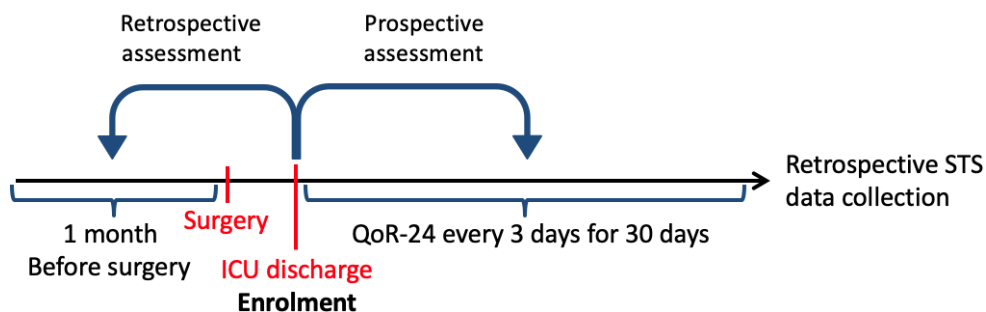 Retrospective
assessment
Prospective
assessment
Retrospective STS
data collection
Surgery
1 month
Before surgery
QoR-24 every 3 days for 30 days
ICU discharge
Enrolment